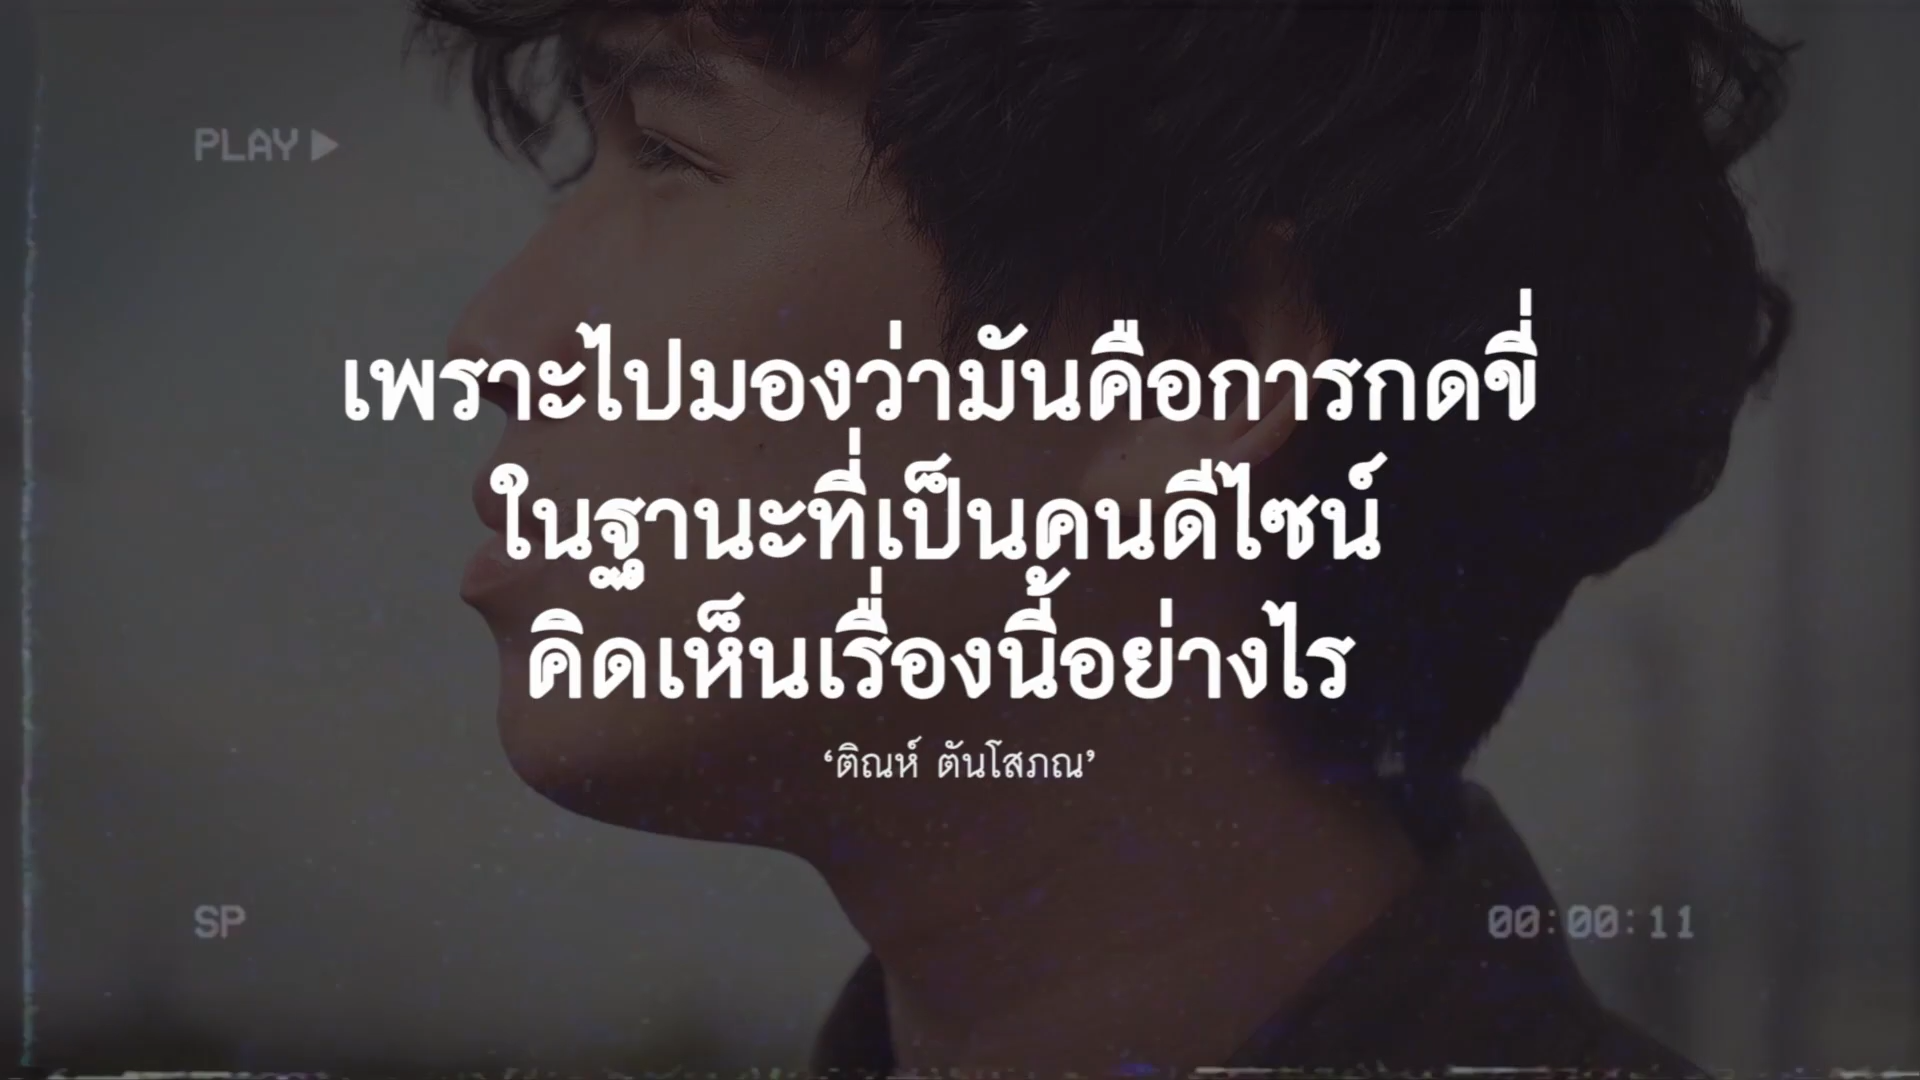 PLAY
เพราะไปมองว่ามันคือการกดขี่
ในฐานะที่เป็นคนดีไซน์
คิดเห็นเรื่องนี้อย่างไร
‘ติณห์ ตันโสภณ’
SP 00:00:11